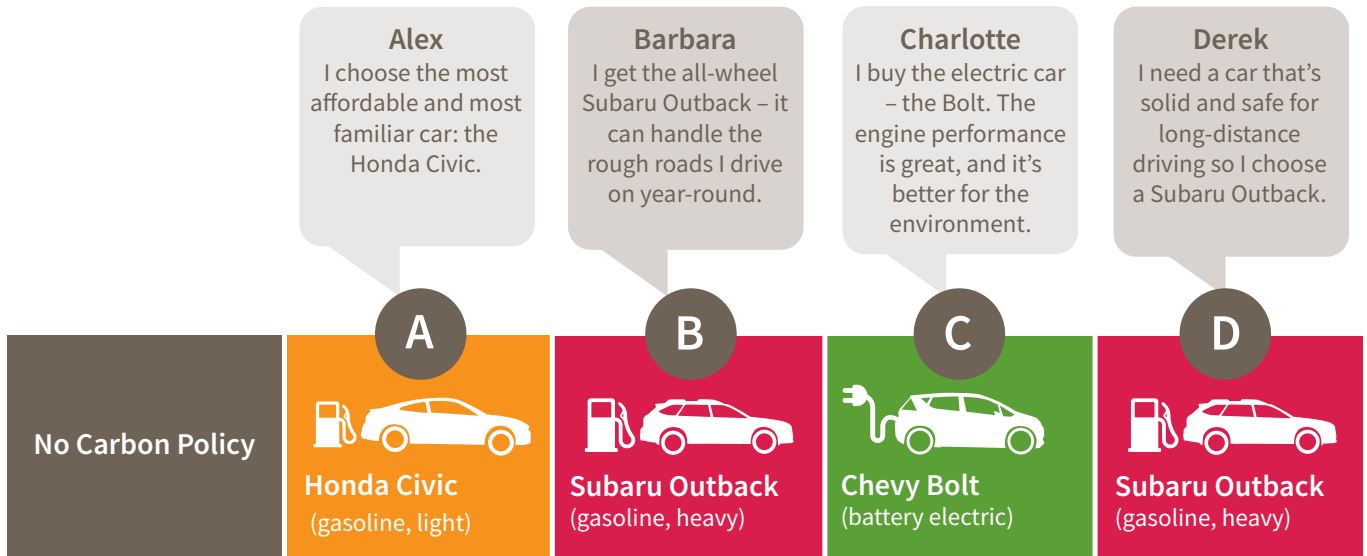 Alex
I choose the most
affordable and most
familiar car: the
Honda Civic.
Barbara
I get the all-wheel
Subaru Outback – it
can handle the
rough roads I drive
on year-round.
Charlotte
I buy the electric car
– the Bolt. The
engine performance
is great, and it’s
better for the
environment.
Derek
I need a car that’s
solid and safe for
long-distance
driving so I choose
a Subaru Outback.
A
B
C
D
No Carbon Policy
Honda Civic
(gasoline, light)
Subaru Outback
(gasoline, heavy)
Chevy Bolt
(battery electric)
Subaru Outback
(gasoline, heavy)